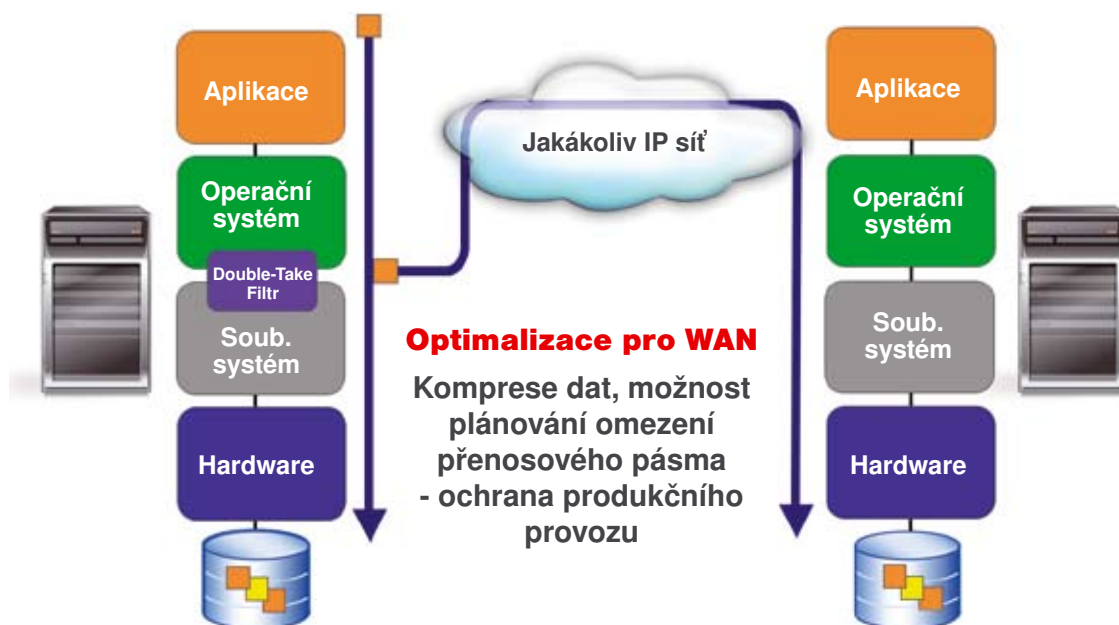 Aplikace
Operační
systém
Double-Take
Filtr
Soub.
systém
Hardware
Jakákoliv IP síť
Optimalizace pro WAN
Komprese dat, možnost
plánování omezení
přenosového pásma
- ochrana produkčního
provozu
Aplikace
Operační
systém
Soub.
systém
Hardware